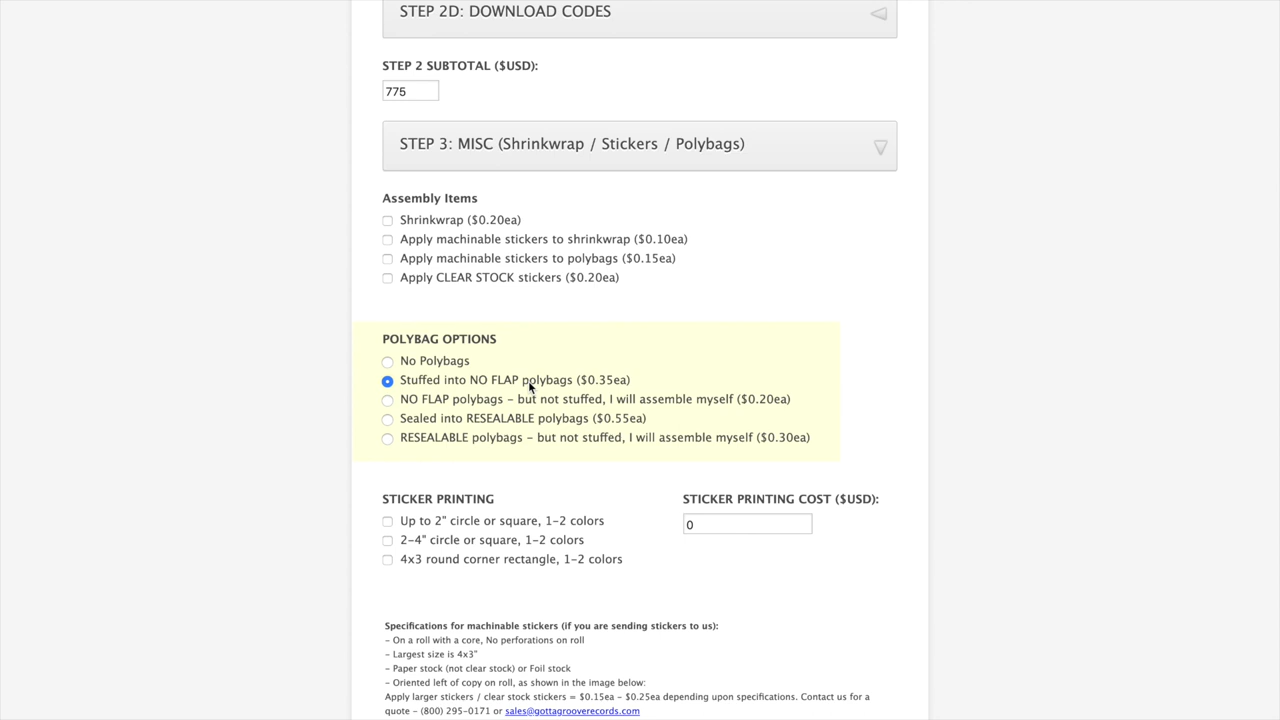 STEP 2D: DOWNLOAD CODES
STEP 2 SUBTOTAL ($USD):
775
STEP 3: MISC (Shrinkwrap / Stickers / Polybags)
Assembly Items
Shrinkwrap ($0.20ea)
Apply machinable stickers to shrinkwrap ($0.10ea)
Apply machinable stickers to polybags ($0.15ea)
Apply CLEAR STOCK stickers ($0.20ea)
POLYBAG OPTIONS
No Polybags
Stuffed into NO FLAP polybags ($0.35ea)
NO FLAP polybags – but not stuffed, I will assemble myself ($0.20ea)
Sealed into RESEALABLE polybags ($0.55ea)
RESEALABLE polybags – but not stuffed, I will assemble myself ($0.30ea)
STICKER PRINTING
Up to 2" circle or square, 1-2 colors
2-4" circle or square, 1-2 colors
4x3 round corner rectangle, 1-2 colors
STICKER PRINTING COST ($USD):
0
Specifications for machinable stickers (if you are sending stickers to us):
– On a roll with a core, No perforations on roll
– Largest size is 4x3"
– Paper stock (not clear stock) or Foil stock
– Oriented left of copy on roll, as shown in the image below:
Apply larger stickers / clear stock stickers = $0.15ea – $0.25ea depending upon specifications. Contact us for a
quote – (800) 295-0171 or sales@gottagrooverecords.com